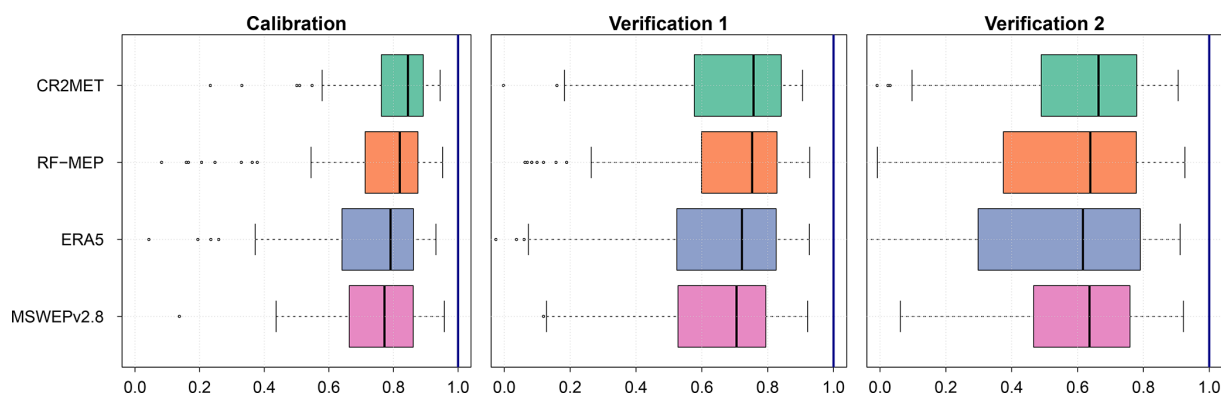 Calibration Verification 1 Verification 2
CR2MET
RF−MEP
ERA5
MSWEPv2.8
0.0 0.2 0.4 0.6 0.8 1.0 0.0 0.2 0.4 0.6 0.8 1.0 0.0 0.2 0.4 0.6 0.8 1.0